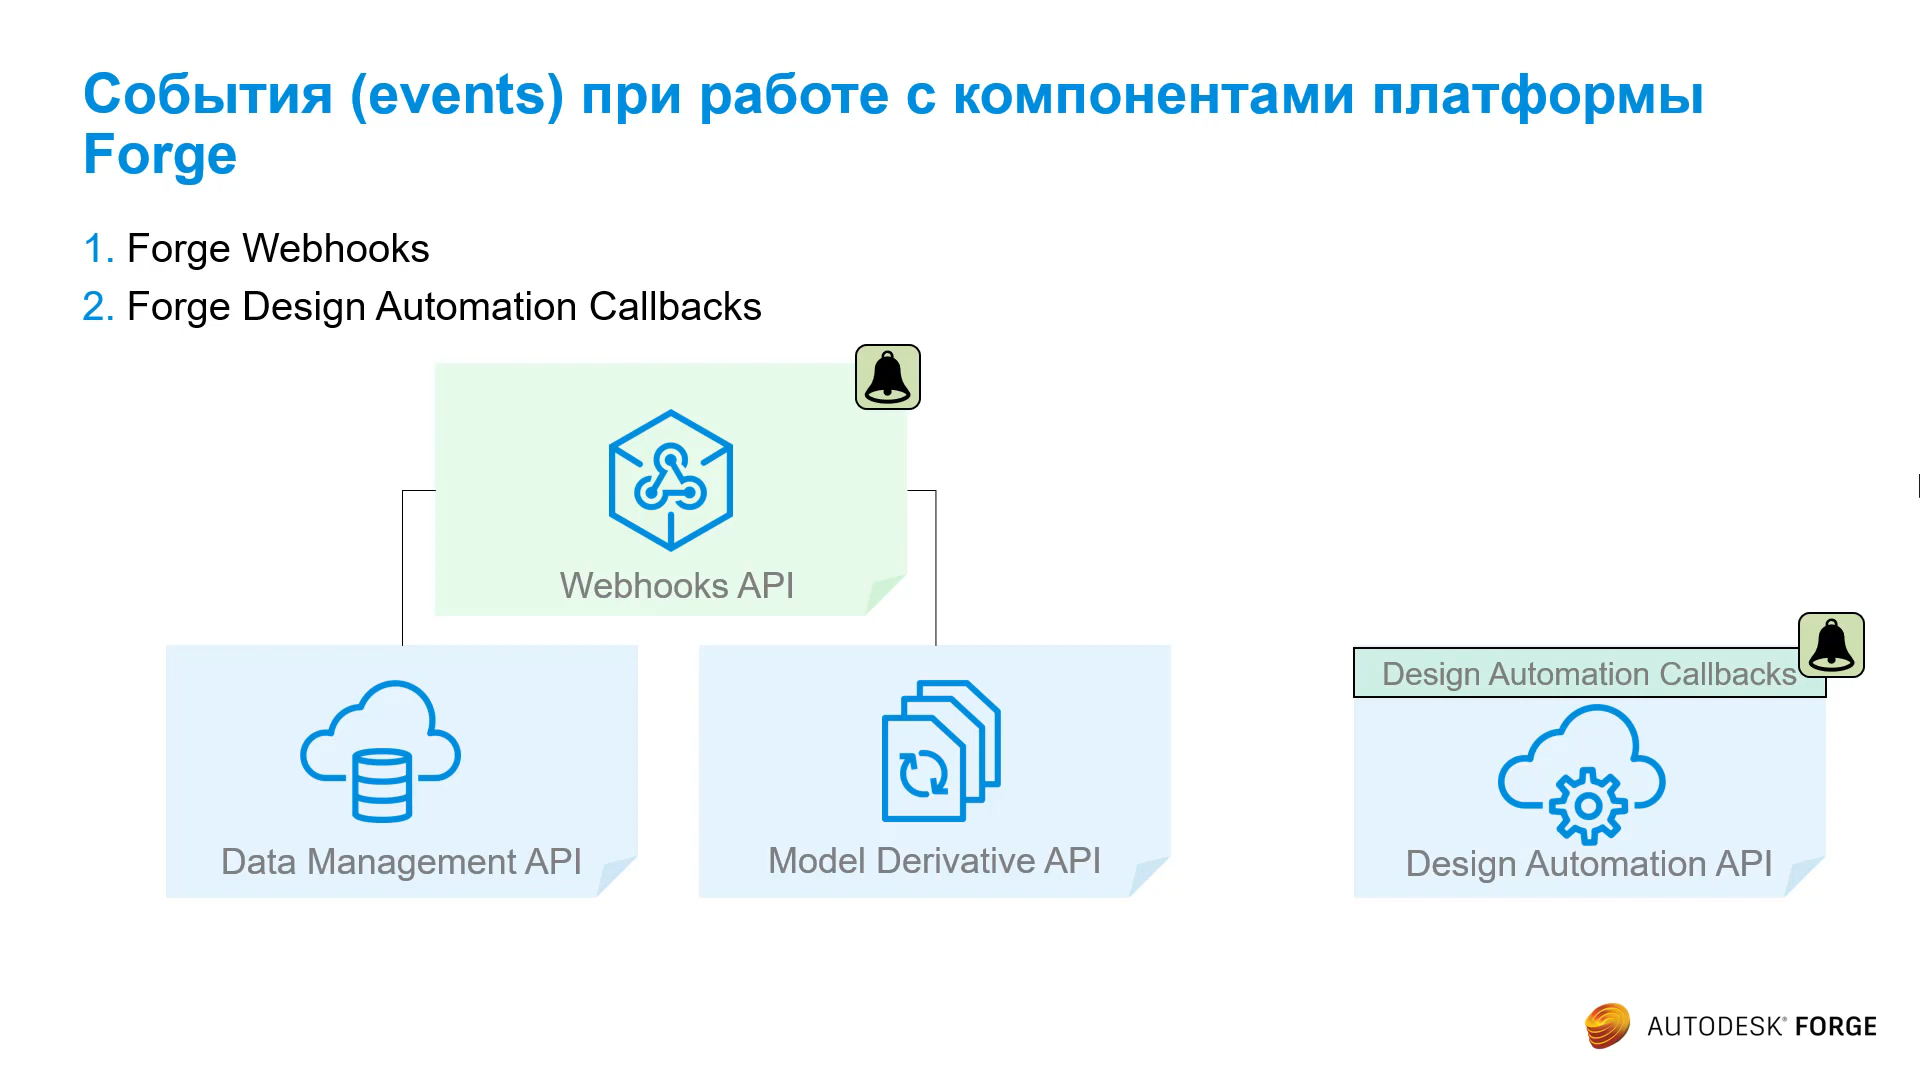 События (events) при работе с компонентами платформы
Forge
1. Forge Webhooks
2. Forge Design Automation Callbacks
Webhooks API
Design Automation Callbacks
Data Management API
Model Derivative API
Design Automation API
AUTODESK® FORGE